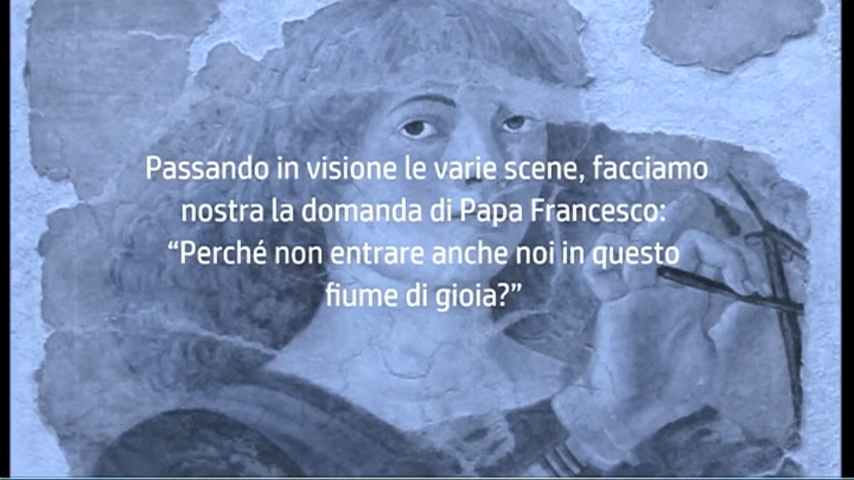 Passando in visione le varie scene, facciamo
nostra la domanda di Papa Francesco:
“Perché non entrare anche noi in questo
fiume di gioia?”